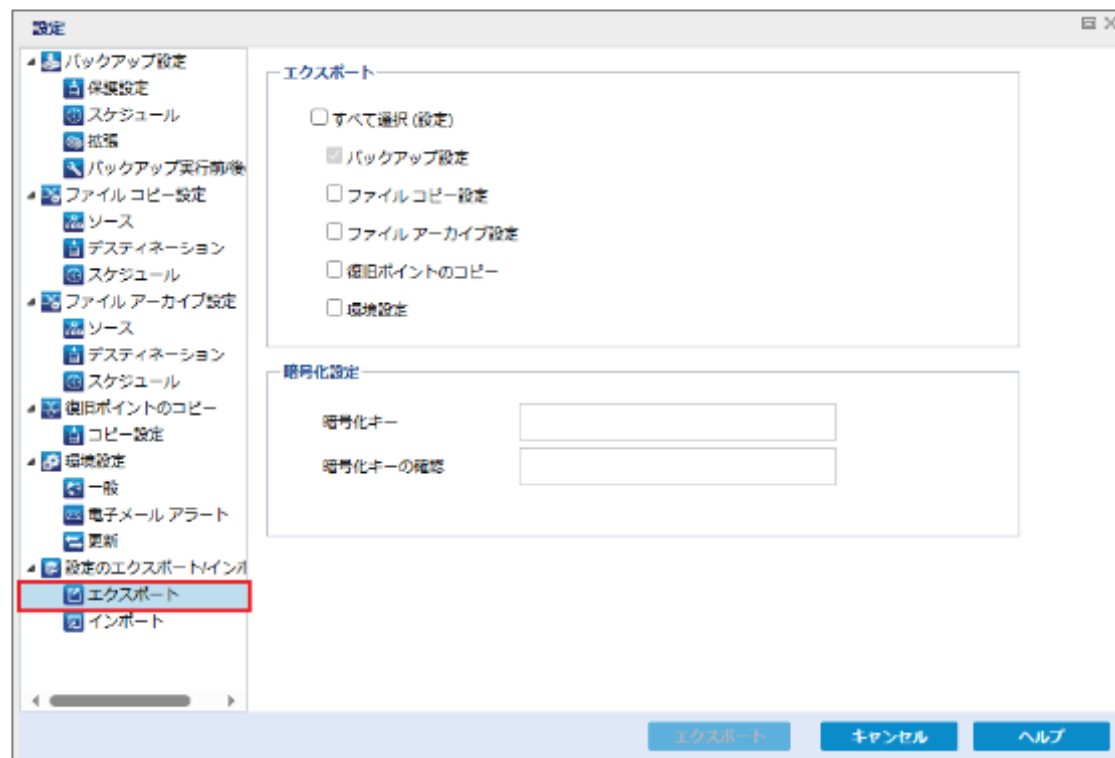 設定
バックアップ設定
保護設定
スケジュール
拡張
バックアップ実行前/後
ファイル コピー設定
ソース
デスティネーション
スケジュール
ファイル アーカイブ設定
ソース
デスティネーション
スケジュール
復旧ポイントのコピー
コピー設定
環境設定
一般
電子メール アラート
更新
設定のエクスポート/インポ
エクスポート
インポート
エクスポート
すべて選択 (設定)
バックアップ設定
ファイル コピー設定
ファイル アーカイブ設定
復旧ポイントのコピー
環境設定
暗号化設定
暗号化キー
暗号化キーの確認
エクスポート
キャンセル
ヘルプ